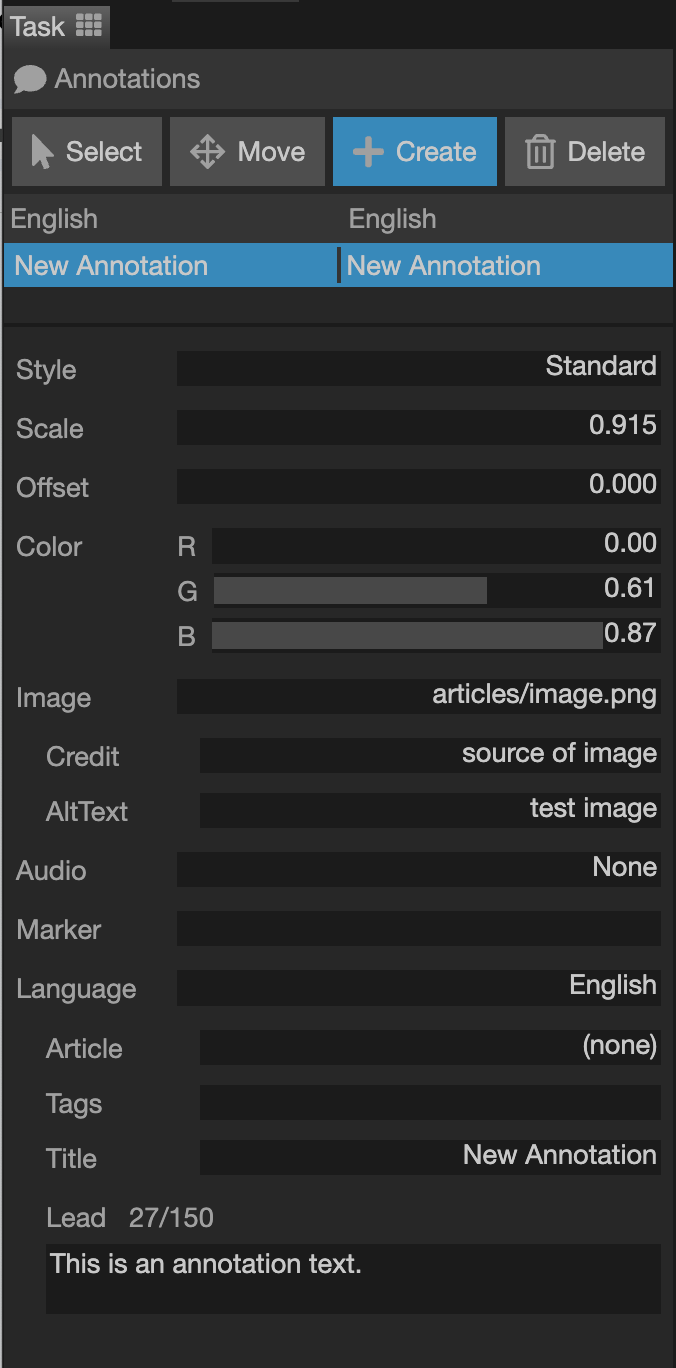 Task
Annotations
Select Move Create Delete
English English
New Annotation New Annotation
Style Standard
Scale 0.915
Offset 0.000
Color R 0.00
G 0.61
B 0.87
Image articles/image.png
Credit source of image
AltText test image
Audio None
Marker
Language English
Article (none)
Tags
Title New Annotation
Lead 27/150
This is an annotation text.